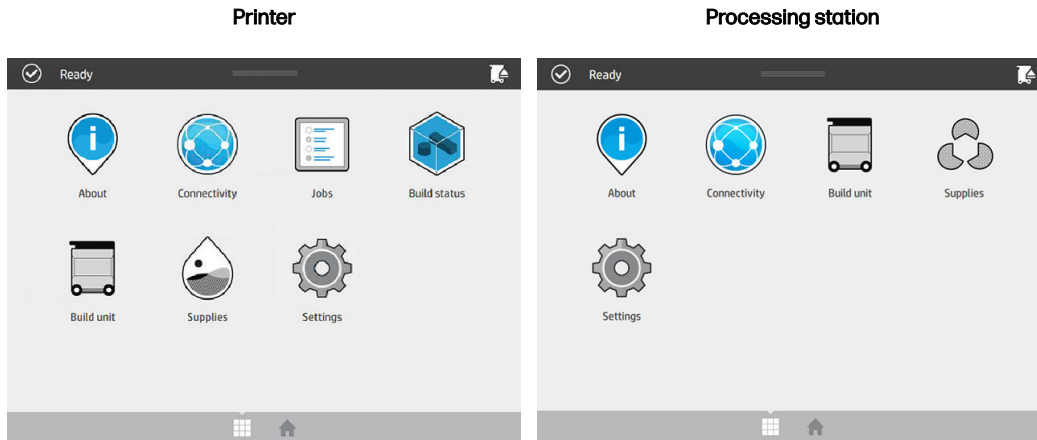 Printer
Processing station
Ready
About
Connectivity
Jobs
Build status
Build unit
Supplies
Settings
Ready
About
Connectivity
Build unit
Supplies
Settings